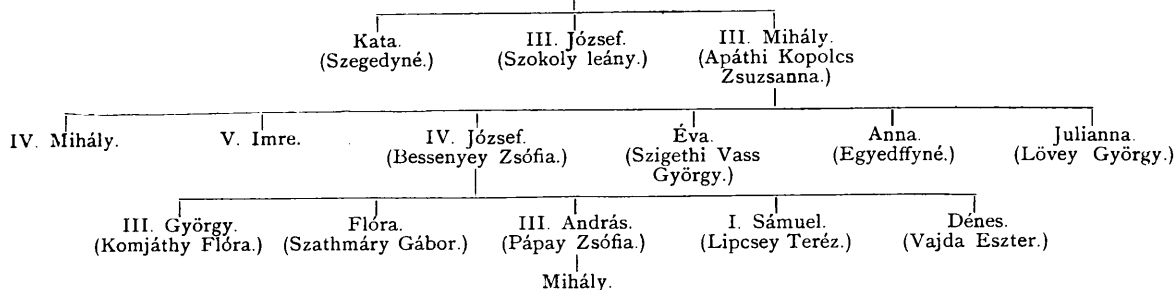 Kata. III. József. III. Mihály.
(Szegedyné.) (Szokoly leány.) (Apáthi Kopolcs
Zsuzsanna.)
IV. Mihály. V. Imre. IV. József. Éva. Anna. Julianna.
(Bessenyey Zsófia.) (Szigethi Vass (Egyedffyné.) (Lövey György.)
György.)
III. György. Flóra. III. András. I. Sámuel. Dénes.
(Komjáthy Flóra.) (Szathmáry Gábor.) (Pápay Zsófia.) (Lipcsey Teréz.) (Vajda Eszter.)
Mihály.